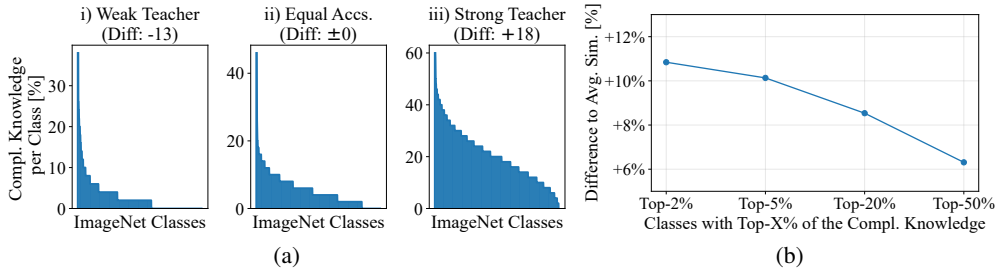 i) Weak Teacher
(Diff: -13)
ii) Equal Accs.
(Diff: ±0)
iii) Strong Teacher
(Diff: +18)
Compl. Knowledge
per Class [%]
30
20
10
0
ImageNet Classes
40
20
0
ImageNet Classes
60
40
20
0
ImageNet Classes
(a)
Difference to Avg. Sim. [%]
+12%
+10%
+8%
+6%
Top-2%
Top-5%
Top-20%
Top-50%
Classes with Top-X% of the Compl. Knowledge
(b)